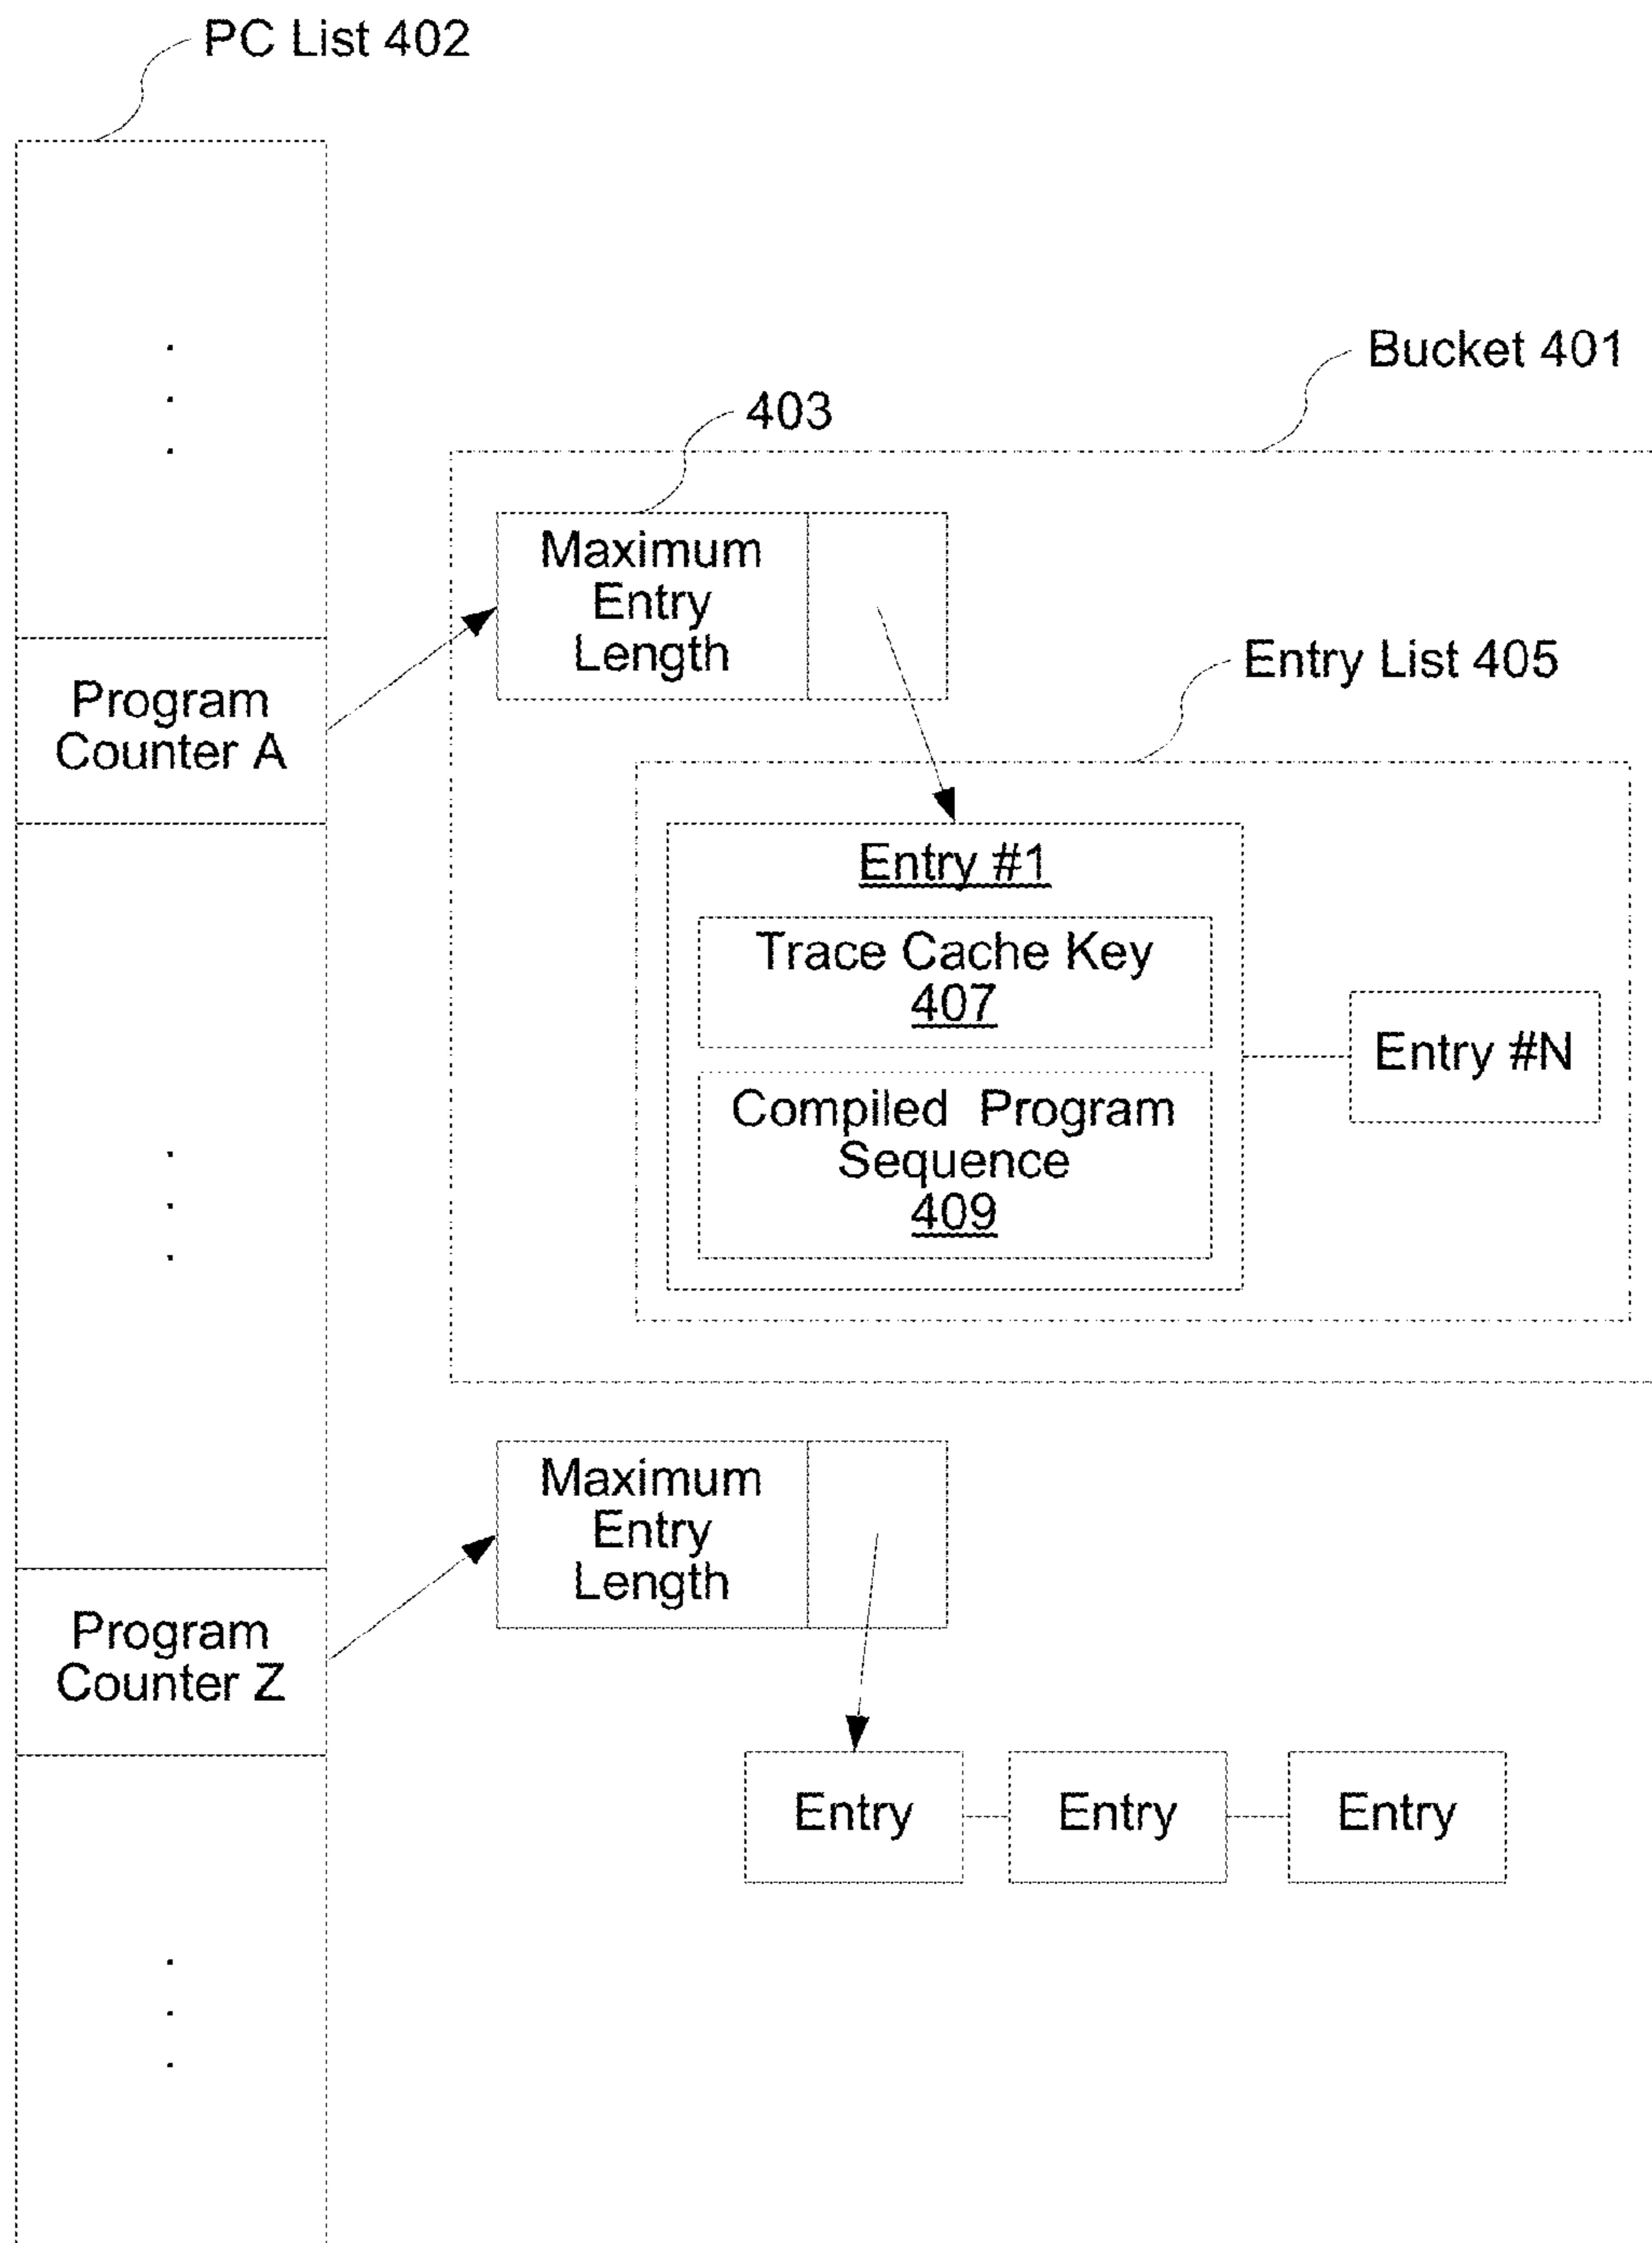 PC List 402
Bucket 401
403
Maximum
Entry
Length
Entry List 405
Program
Counter A
Entry #1
Trace Cache Key
407
Entry #N
Compiled Program
Sequence
409
Maximum
Entry
Length
Program
Counter Z
Entry
Entry
Entry